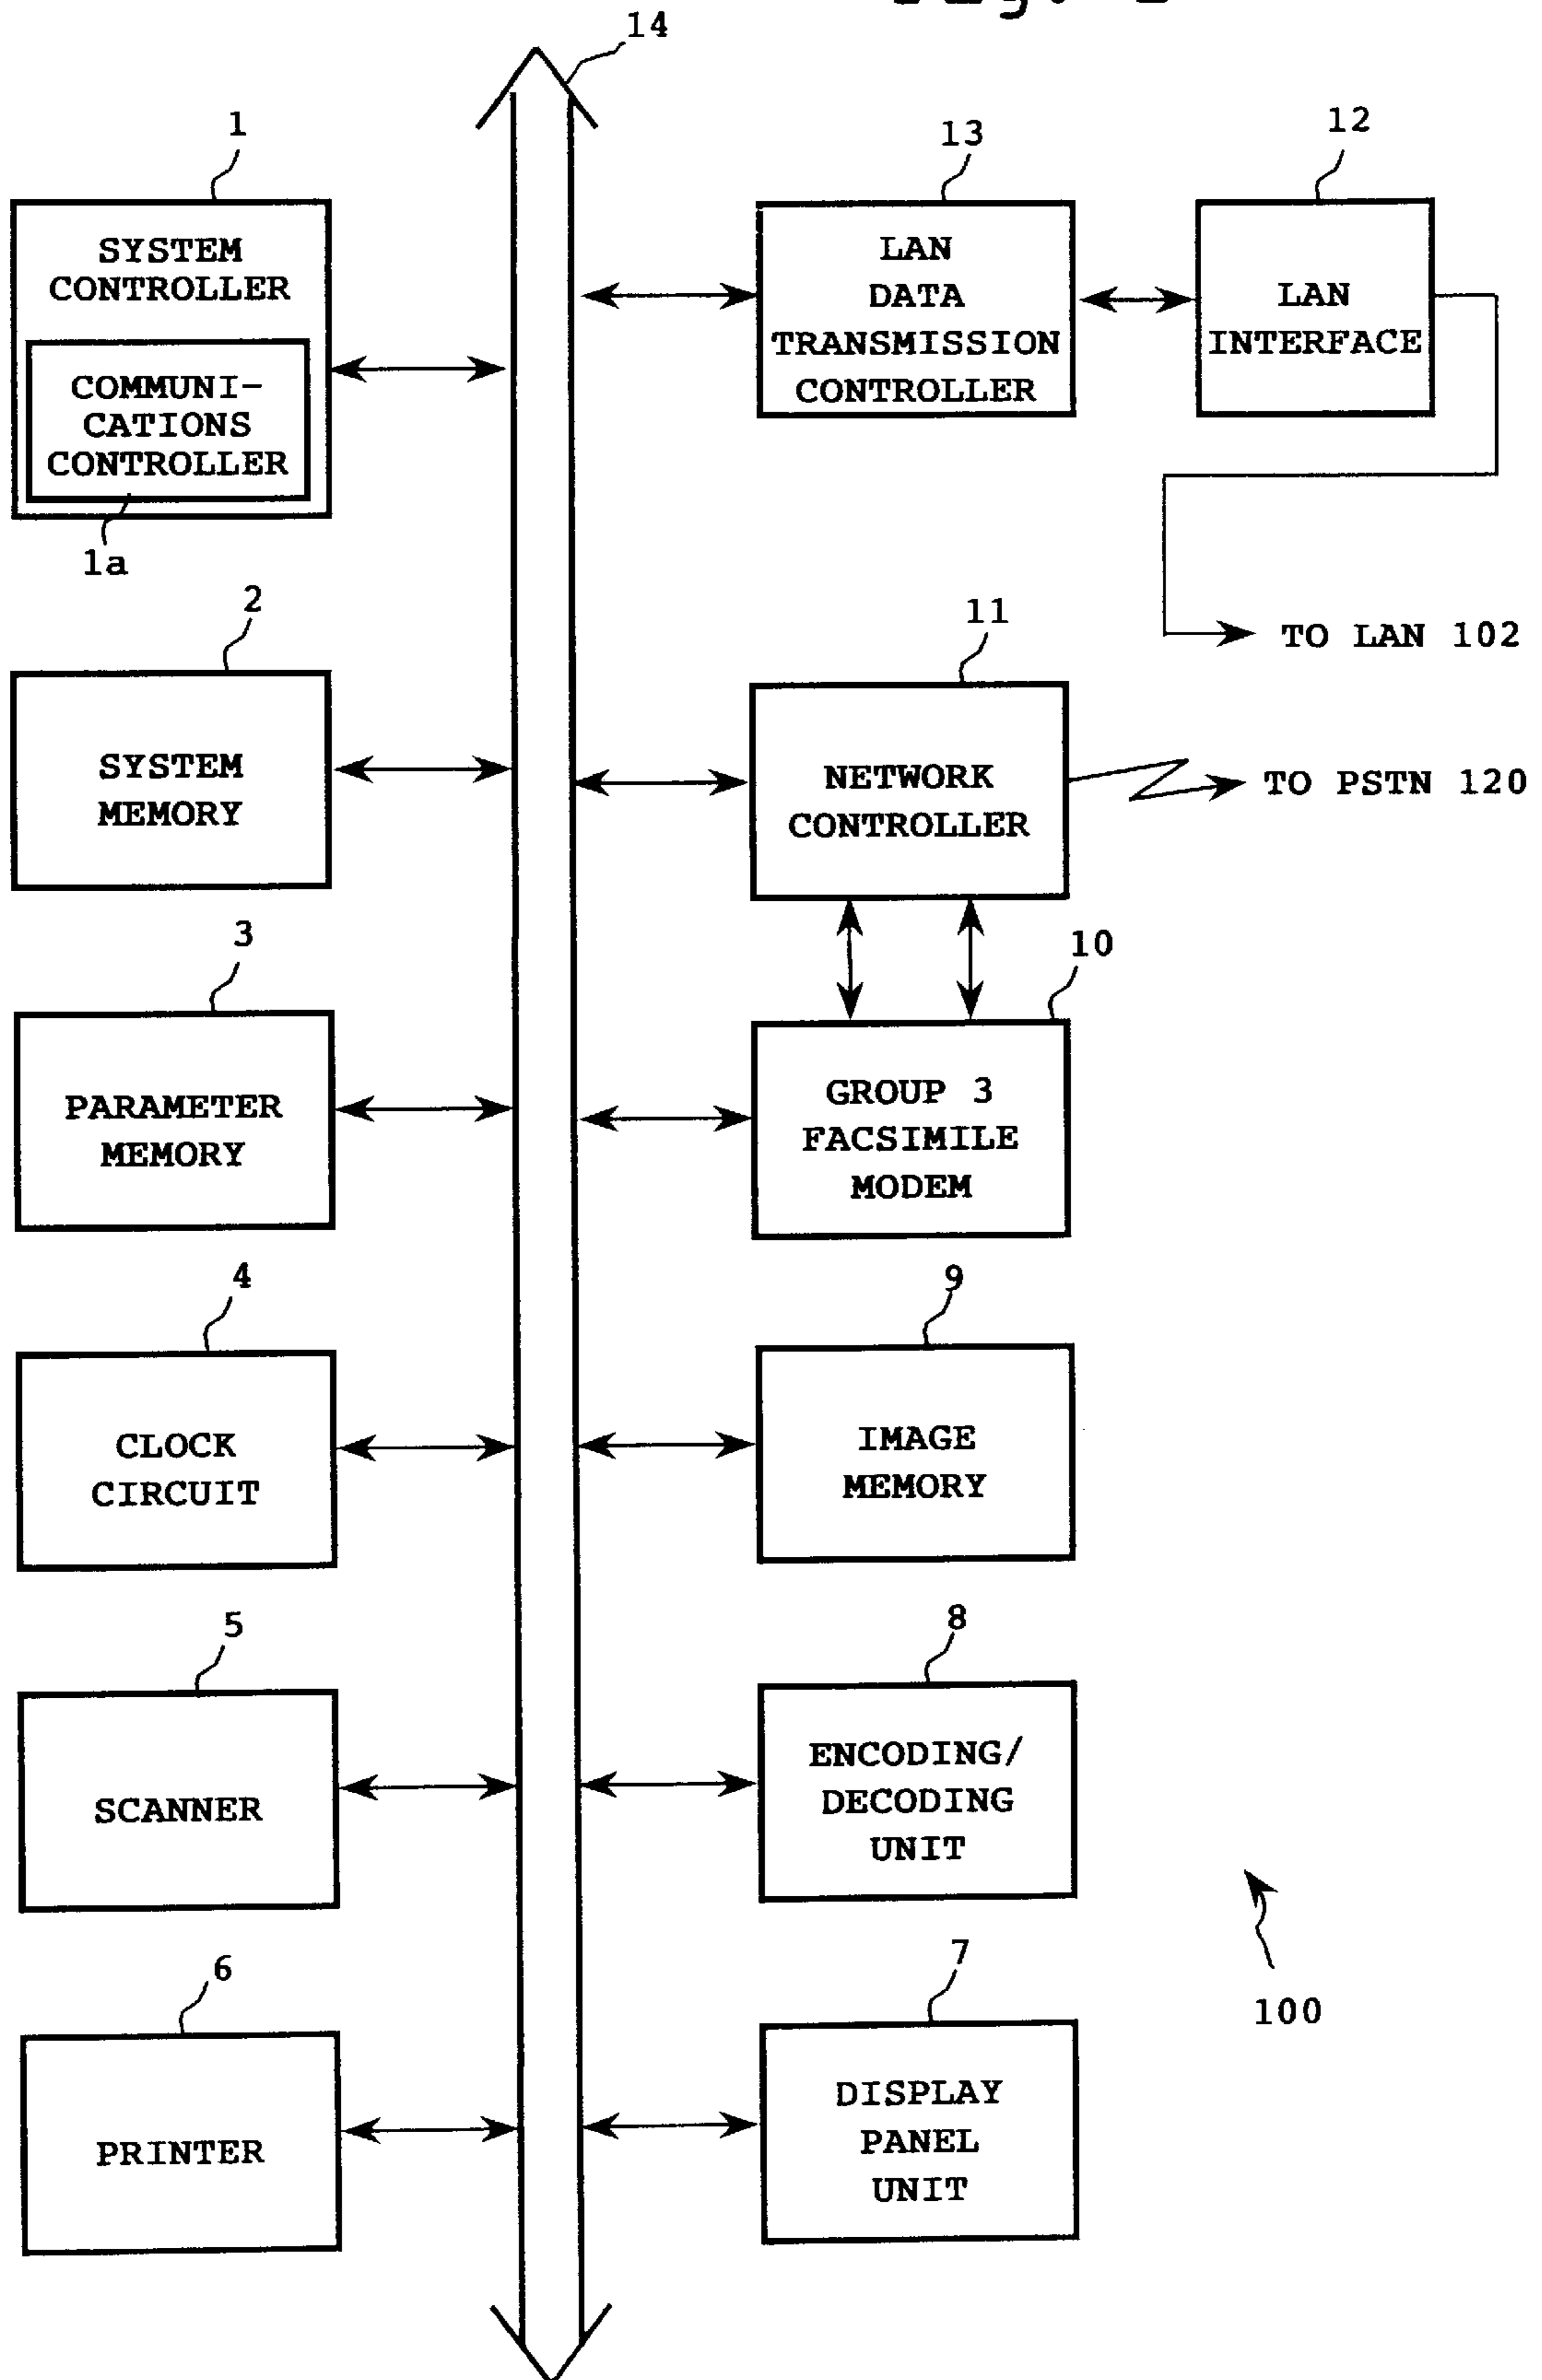 14
1
SYSTEM
CONTROLLER
COMMUNI-
CATIONS
CONTROLLER
1a
13
LAN
DATA
TRANSMISSION
CONTROLLER
12
LAN
INTERFACE
TO LAN 102
2
SYSTEM
MEMORY
11
NETWORK
CONTROLLER
TO PSTN 120
3
PARAMETER
MEMORY
10
GROUP 3
FACSIMILE
MODEM
4
CLOCK
CIRCUIT
9
IMAGE
MEMORY
5
SCANNER
8
ENCODING/
DECODING
UNIT
6
PRINTER
7
DISPLAY
PANEL
UNIT
100